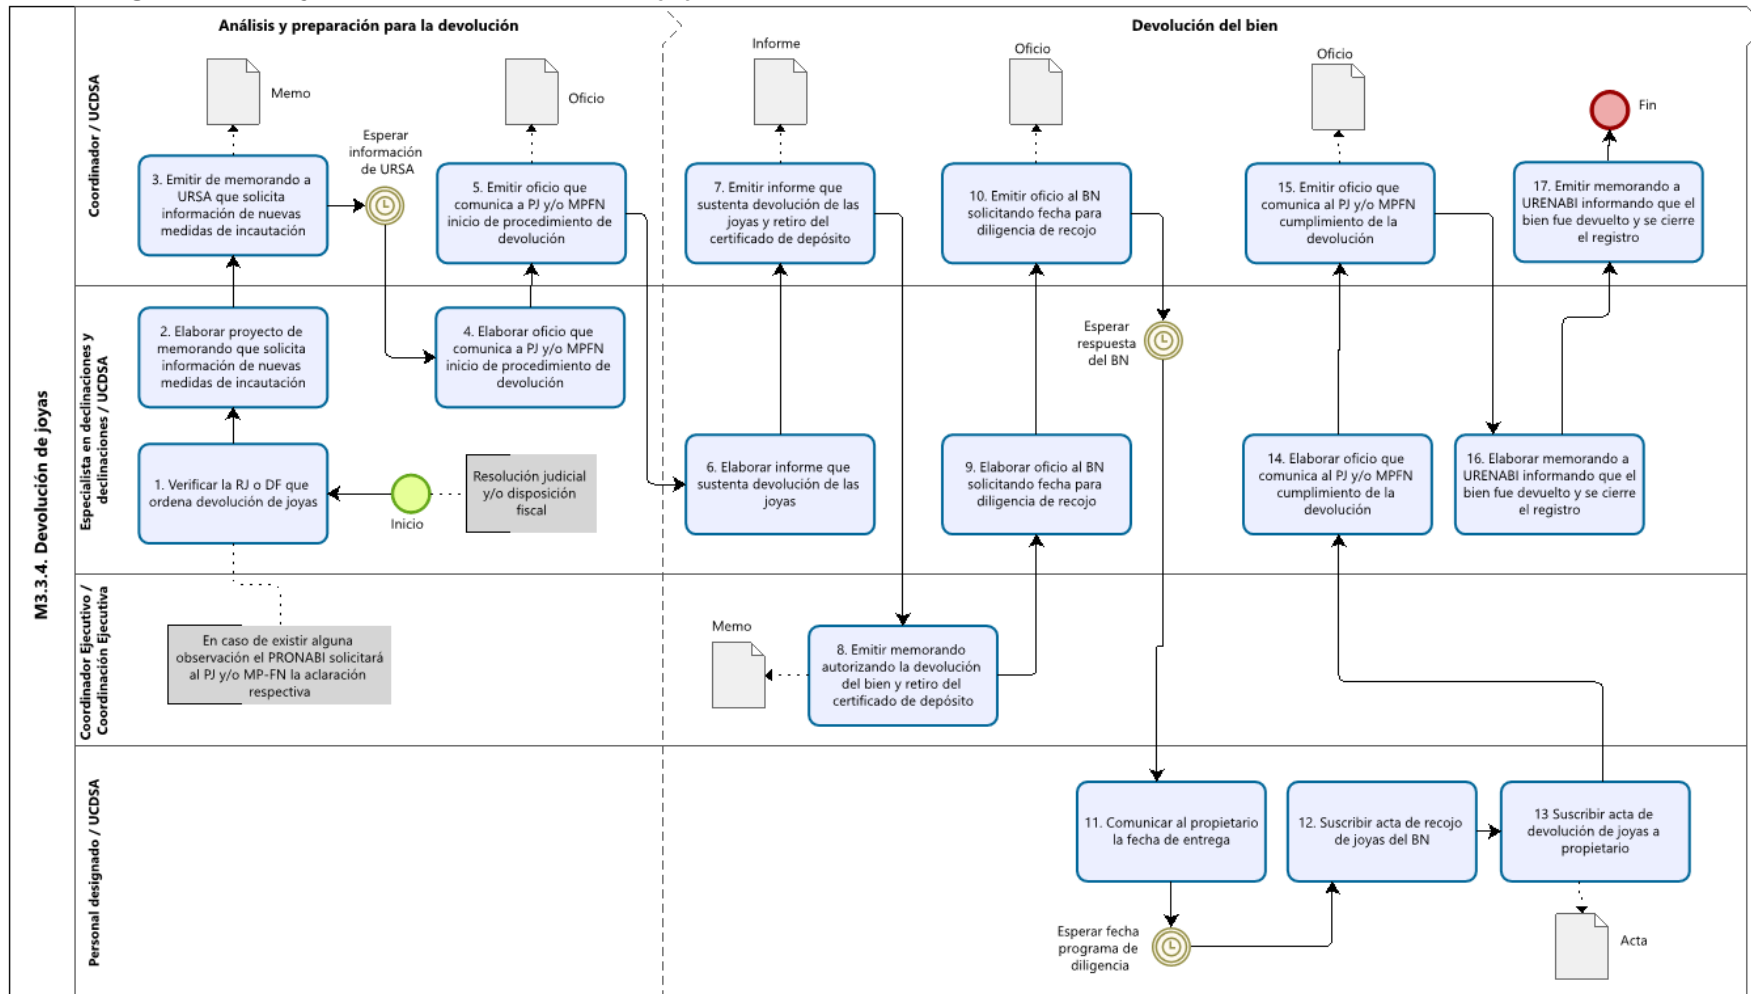 Análisis y preparación para la devolución
Devolución del bien
M3.3.4. Devolución de joyas
Coordinador / UCDSA
Memo
Esperar
información
de URSA
Oficio
Informe
Oficio
Oficio
Fin
3. Emitir de memorando a
URSA que solicita
información de nuevas
medidas de incautación
5. Emitir oficio que
comunica a PJ y/o MPFN
inicio de procedimiento de
devolución
7. Emitir informe que
sustenta devolución de las
joyas y retiro del
certificado de depósito
10. Emitir oficio al BN
solicitando fecha para
diligencia de recojo
15. Emitir oficio que
comunica al PJ y/o MPFN
cumplimiento de la
devolución
17. Emitir memorando a
URENABI informando que el
bien fue devuelto y se cierre
el registro
Especialista en declinaciones y
declinaciones / UCDSA
2. Elaborar proyecto de
memorando que solicita
información de nuevas
medidas de incautación
4. Elaborar oficio que
comunica a PJ y/o MPFN
inicio de procedimiento de
devolución
Esperar
respuesta
del BN
1. Verificar la RJ o DF que
ordena devolución de joyas
Inicio
Resolución judicial
y/o disposición
fiscal
6. Elaborar informe que
sustenta devolución de las
joyas
9. Elaborar oficio al BN
solicitando fecha para
diligencia de recojo
14. Elaborar oficio que
comunica al PJ y/o MPFN
cumplimiento de la
devolución
16. Elaborar memorando a
URENABI informando que el
bien fue devuelto y se cierre
el registro
Coordinador Ejecutivo /
Coordinación Ejecutiva
En caso de existir alguna
observación el PRONABI solicitará
al PJ y/o MP-FN la aclaración
respectiva
Memo
8. Emitir memorando
autorizando la devolución
del bien y retiro del
certificado de depósito
Personal designado / UCDSA
11. Comunicar al propietario
la fecha de entrega
12. Suscribir acta de recojo
de joyas del BN
13 Suscribir acta de
devolución de joyas a
propietario
Esperar fecha
programa de
diligencia
Acta